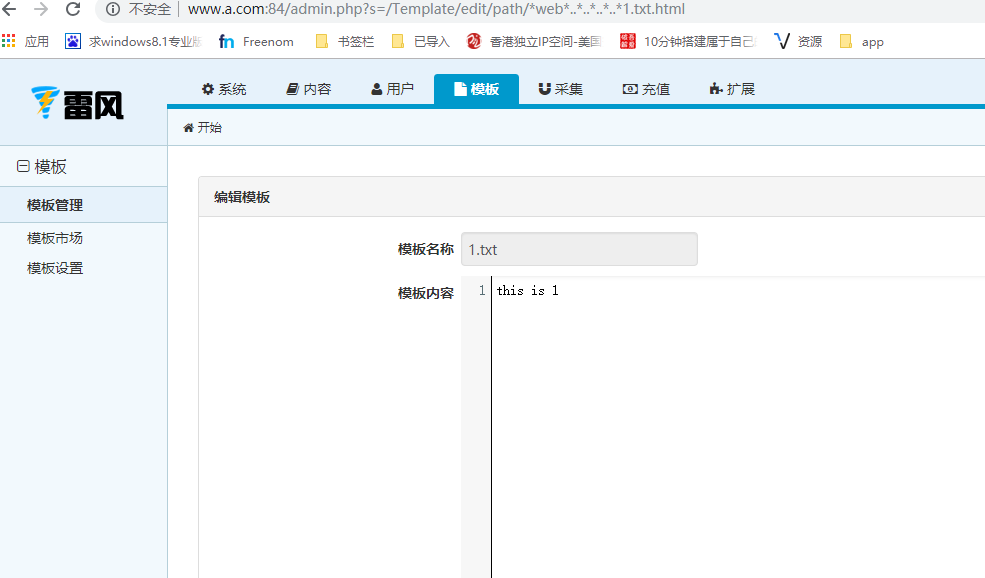 不安全 www.a.com:84/admin.php?s=/Template/edit/path/*web*..*..*..*..*1.txt.html
应用 求windows8.1专业版 Freenom 书签栏 已导入 香港独立IP空间-美国 10分钟搭建属于自己 资源 app
雷风
系统 内容 用户 模板 采集 充值 扩展
开始
模板
模板管理
模板市场
模板设置
编辑模板
模板名称 1.txt
模板内容 1 this is 1